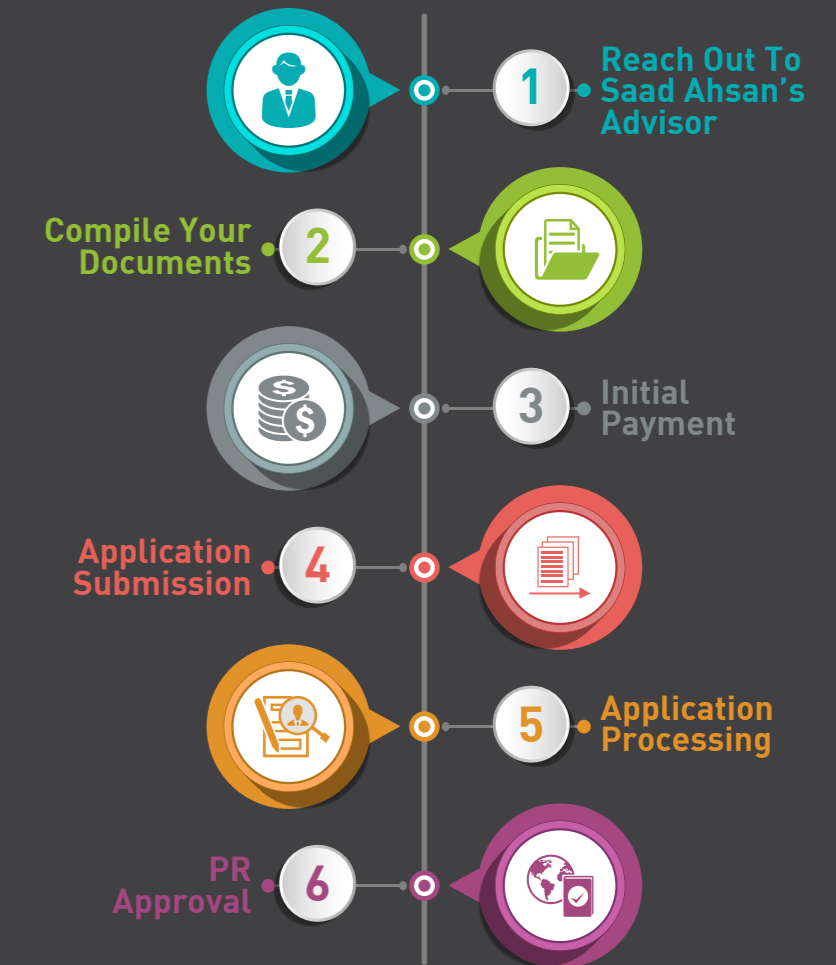 1
Reach Out To
Saad Ahsan's
Advisor
Compile Your
Documents
2
3
Initial
Payment
Application
Submission
4
5
Application
Processing
PR
Approval
6
$
$